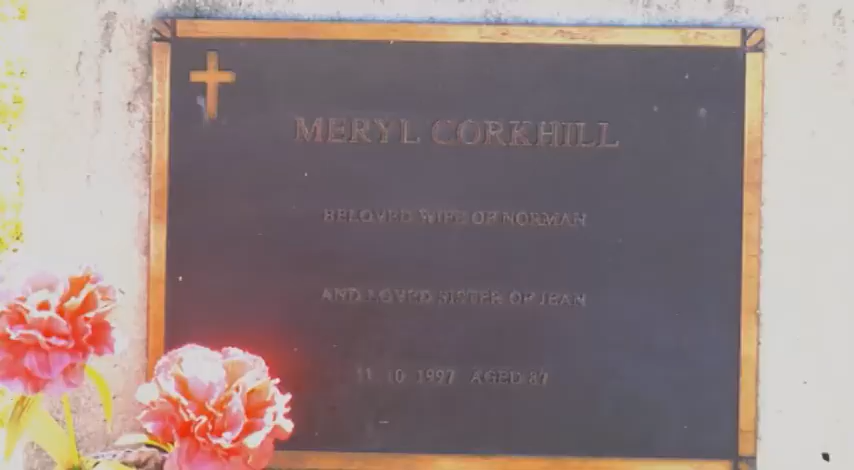 MERYL CORKHILL
BELOVED WIFE OF NORMAN
AND LOVED SISTER OF JEAN
11 10 1997 AGED 87